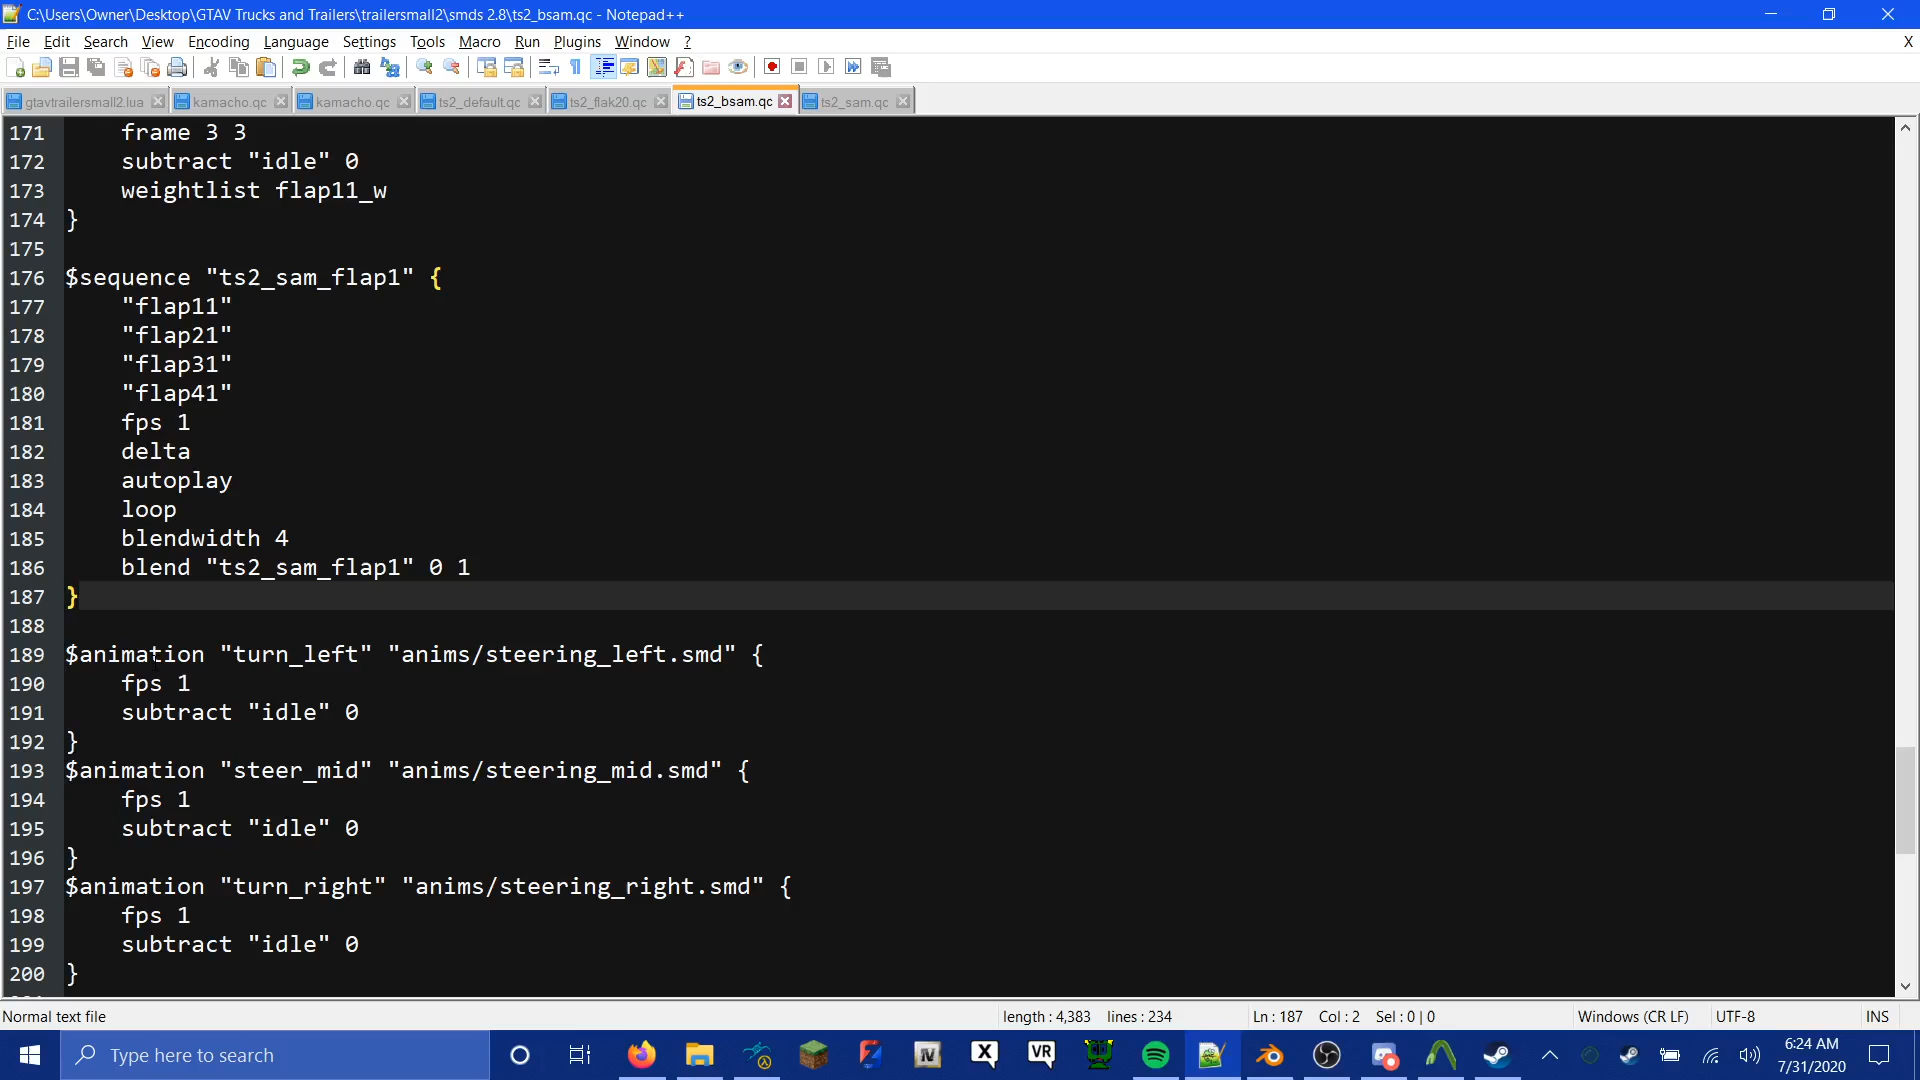 C:\Users\Owner\Desktop\GTAV Trucks and Trailers\trailersmall2\smds 2.8\ts2_bsam.qc - Notepad++
File Edit Search View Encoding Language Settings Tools Macro Run Plugins Window ? X
gtavtrailersmall2.lua kamacho.qc kamacho.qc ts2_default.qc ts2_flak20.qc ts2_bsam.qc ts2_sam.qc
171 frame 3 3
172 subtract "idle" 0
173 weightlist flap11_w
174 }
175
176 $sequence "ts2_sam_flap1" {
177 "flap11"
178 "flap21"
179 "flap31"
180 "flap41"
181 fps 1
182 delta
183 autoplay
184 loop
185 blendwidth 4
186 blend "ts2_sam_flap1" 0 1
187 }
188
189 $animation "turn_left" "anims/steering_left.smd" {
190 fps 1
191 subtract "idle" 0
192 }
193 $animation "steer_mid" "anims/steering_mid.smd" {
194 fps 1
195 subtract "idle" 0
196 }
197 $animation "turn_right" "anims/steering_right.smd" {
198 fps 1
199 subtract "idle" 0
200 }
Normal text file length : 4,383 lines : 234 Ln : 187 Col : 2 Sel : 0 | 0 Windows (CR LF) UTF-8 INS
Type here to search IV X VR 6:24 AM
7/31/2020